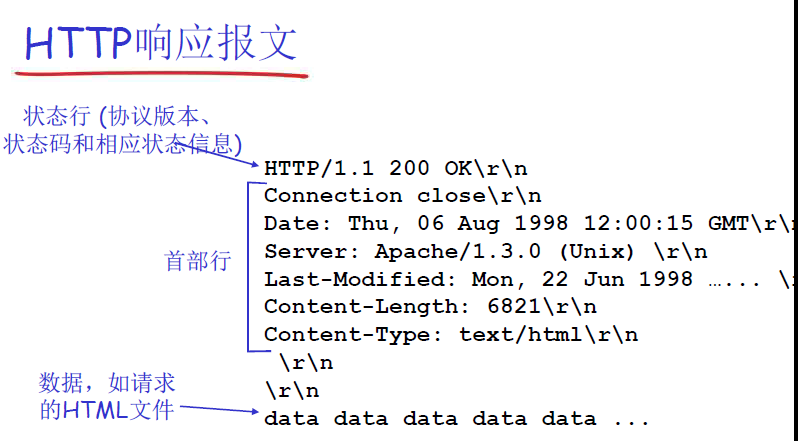 HTTP响应报文
状态行 (协议版本、
状态码和相应状态信息)
HTTP/1.1 200 OK\r\n
Connection close\r\n
Date: Thu, 06 Aug 1998 12:00:15 GMT\r\n
Server: Apache/1.3.0 (Unix) \r\n
首部行
Last-Modified: Mon, 22 Jun 1998 …... \
Content-Length: 6821\r\n
Content-Type: text/html\r\n
\r\n
数据，如请求
的HTML文件
\r\n
data data data data data ...